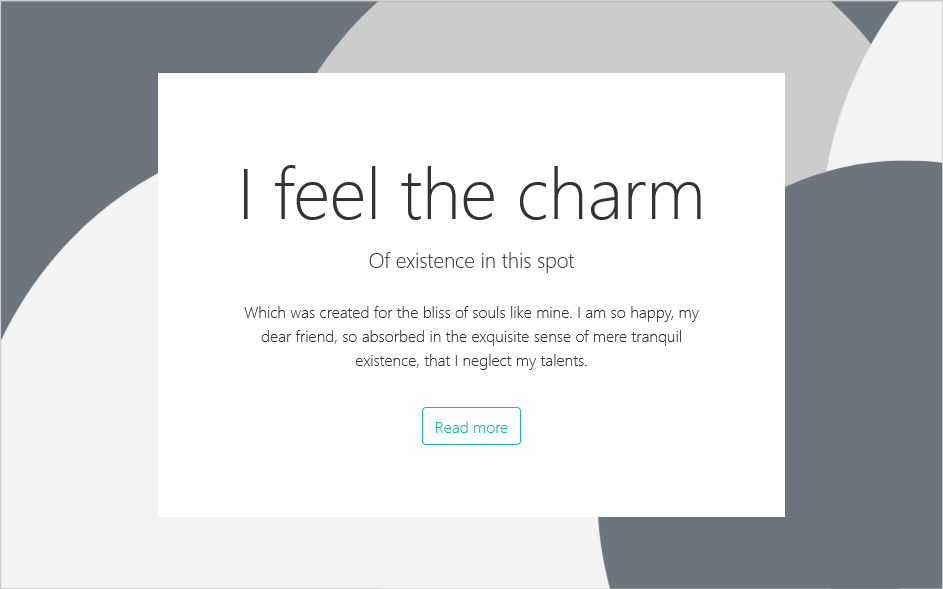 I feel the charm
Of existence in this spot
Which was created for the bliss of souls like mine. I am so happy, my
dear friend, so absorbed in the exquisite sense of mere tranquil
existence, that I neglect my talents.
Read more